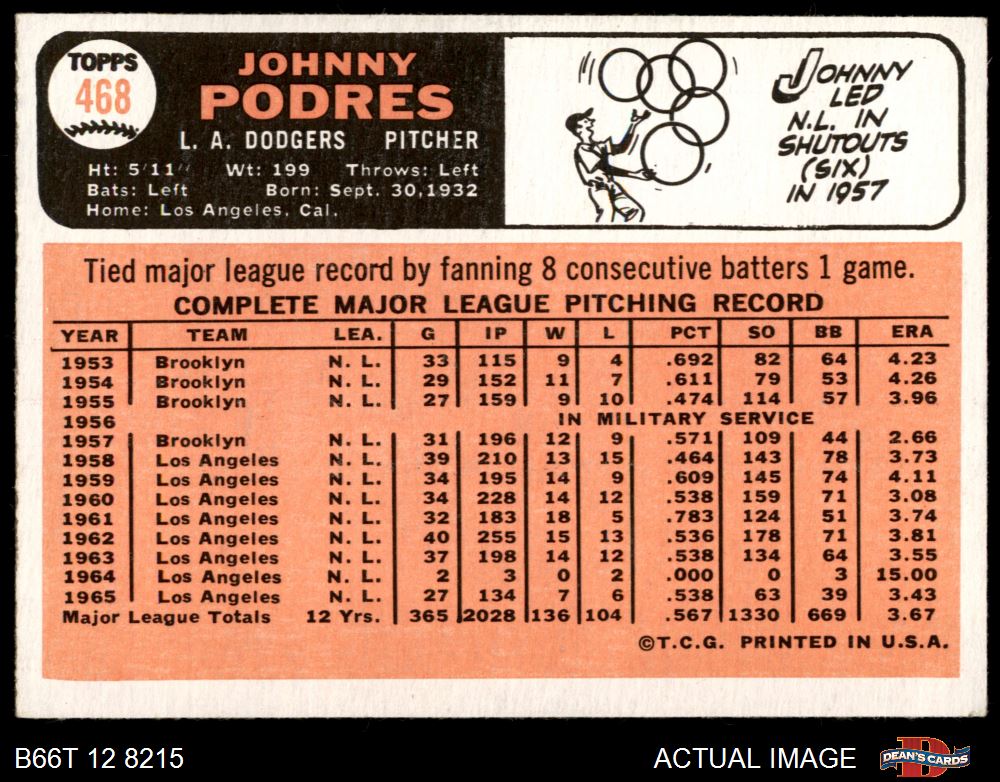 TOPPS
468
JOHNNY
PODRES
L. A. DODGERS PITCHER
Ht: 5'11" Wt: 199 Throws: Left
Bats: Left Born: Sept. 30, 1932
Home: Los Angeles, Cal.
JOHNNY
LED
N.L. IN
SHUTOUTS
(SIX)
IN 1957
Tied major league record by fanning 8 consecutive batters 1 game.
COMPLETE MAJOR LEAGUE PITCHING RECORD
YEAR TEAM LEA. G IP W L PCT SO BB ERA
1953 Brooklyn N. L. 33 115 9 4 .692 82 64 4.23
1954 Brooklyn N. L. 29 152 11 7 .611 79 53 4.26
1955 Brooklyn N. L. 27 159 9 10 .474 114 57 3.96
1956 IN MILITARY SERVICE
1957 Brooklyn N. L. 31 196 12 9 .571 109 44 2.66
1958 Los Angeles N. L. 39 210 13 15 .464 143 78 3.73
1959 Los Angeles N. L. 34 195 14 9 .609 145 74 4.11
1960 Los Angeles N. L. 34 228 14 12 .538 159 71 3.08
1961 Los Angeles N. L. 32 183 18 5 .783 124 51 3.74
1962 Los Angeles N. L. 40 255 15 13 .536 178 71 3.81
1963 Los Angeles N. L. 37 198 14 12 .538 134 64 3.55
1964 Los Angeles N. L. 2 3 0 2 .000 0 3 15.00
1965 Los Angeles N. L. 27 134 7 6 .538 63 39 3.43
Major League Totals 12 Yrs. 365 2028 136 104 .567 1330 669 3.67
©T.C.G. PRINTED IN U.S.A.
B66T 12 8215 ACTUAL IMAGE DEAN'S CARDS